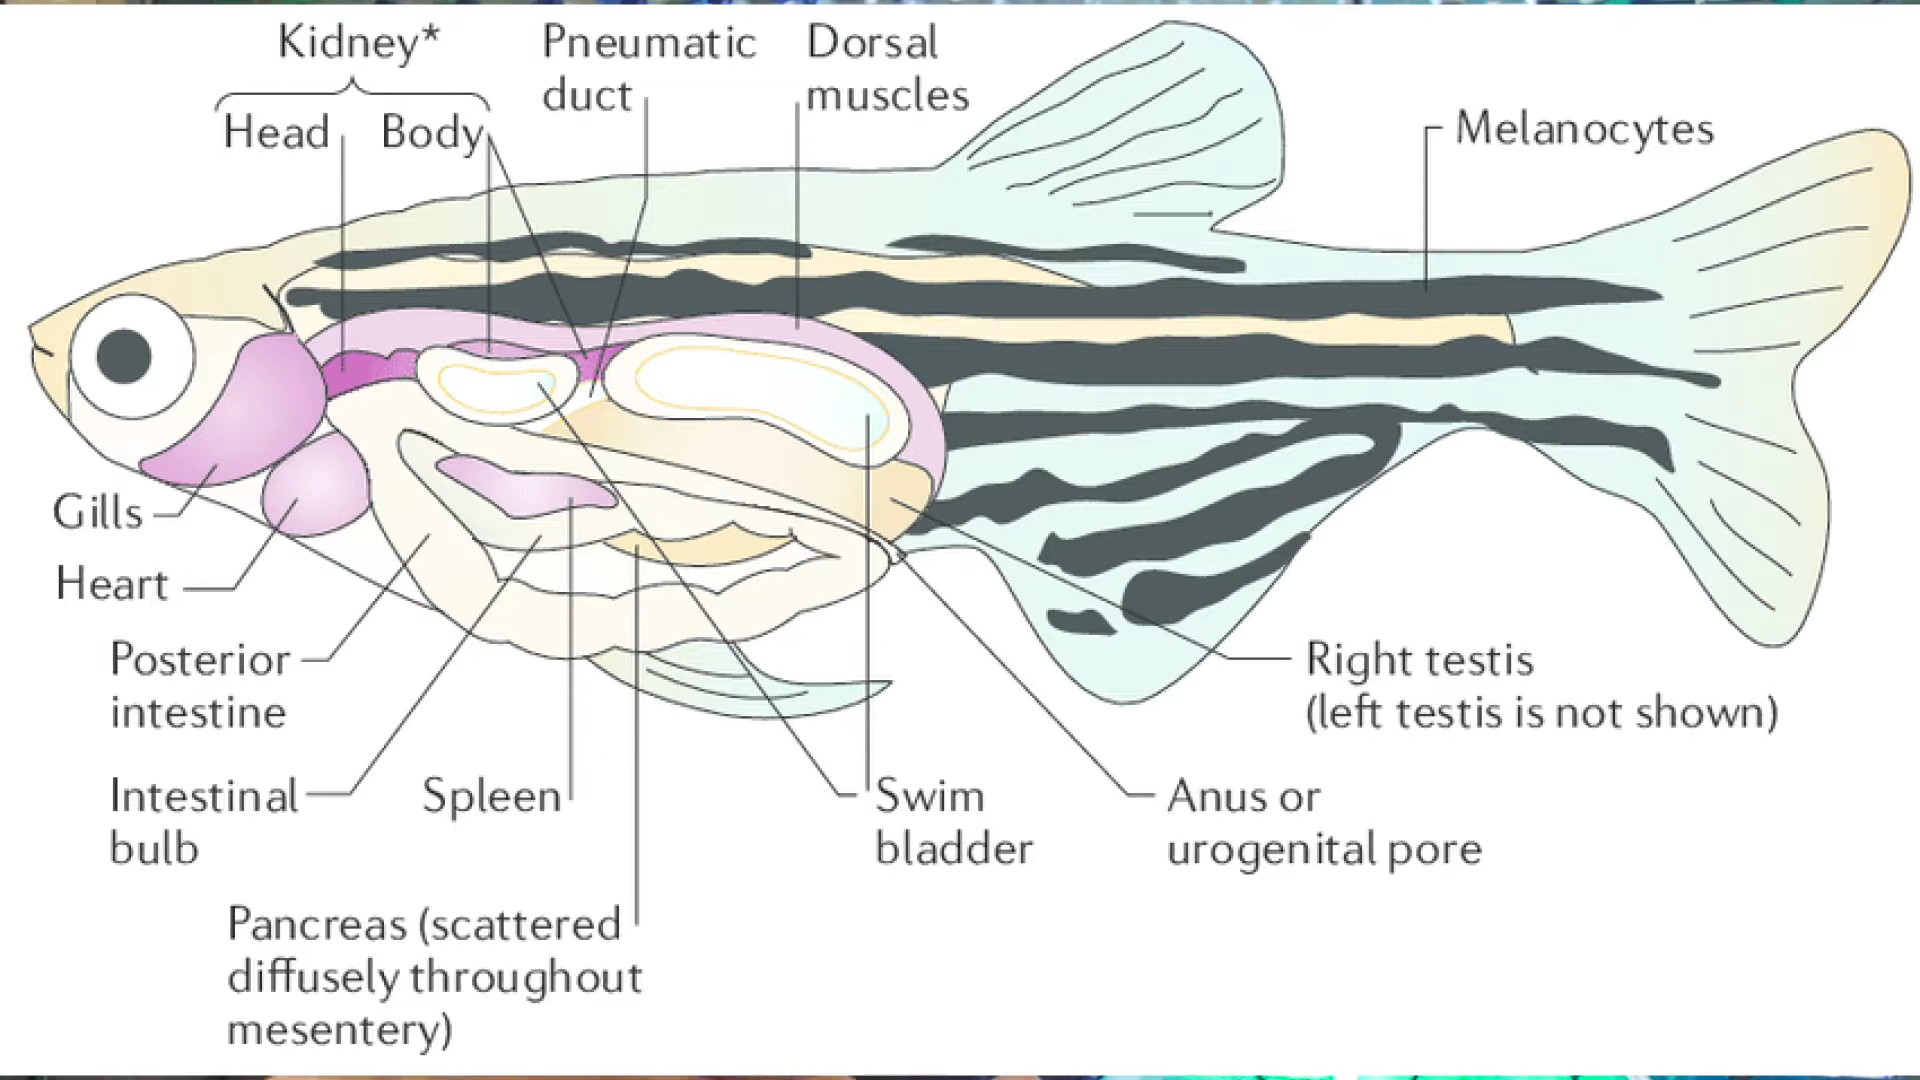 Kidney*
Head
Body
Pneumatic
duct
Dorsal
muscles
Melanocytes
Gills
Heart
Posterior
intestine
Intestinal
bulb
Spleen
Pancreas (scattered
diffusely throughout
mesentery)
Swim
bladder
Anus or
urogenital pore
Right testis
(left testis is not shown)